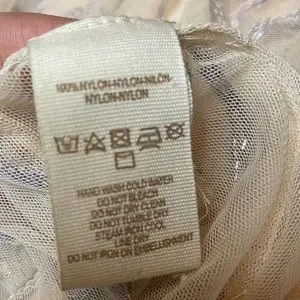 100% NYLON-NYLON-NILÓN-
NYLON-NYLON
HAND WASH COLD WATER
DO NOT BLEACH
DO NOT DRY CLEAN
DO NOT TUMBLE DRY
STEAM IRON COOL
LINE DRY
DO NOT IRON ON EMBELLISHMENT